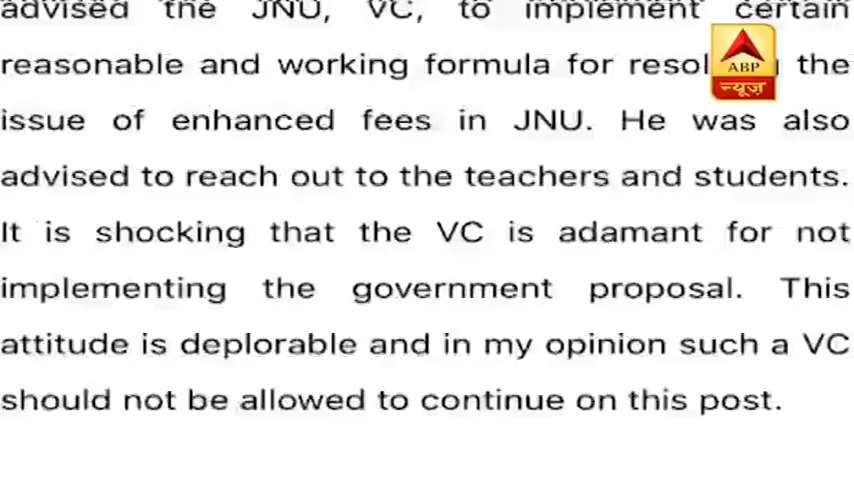 advised the JNU, VC, to implement certain
reasonable and working formula for the
ABP
न्यूज़
issue of enhanced fees in JNU. He was also
advised to reach out to the teachers and students.
It is shocking that the VC is adamant for not
implementing the government proposal. This
attitude is deplorable and in my opinion such a VC
should not be allowed to continue on this post.